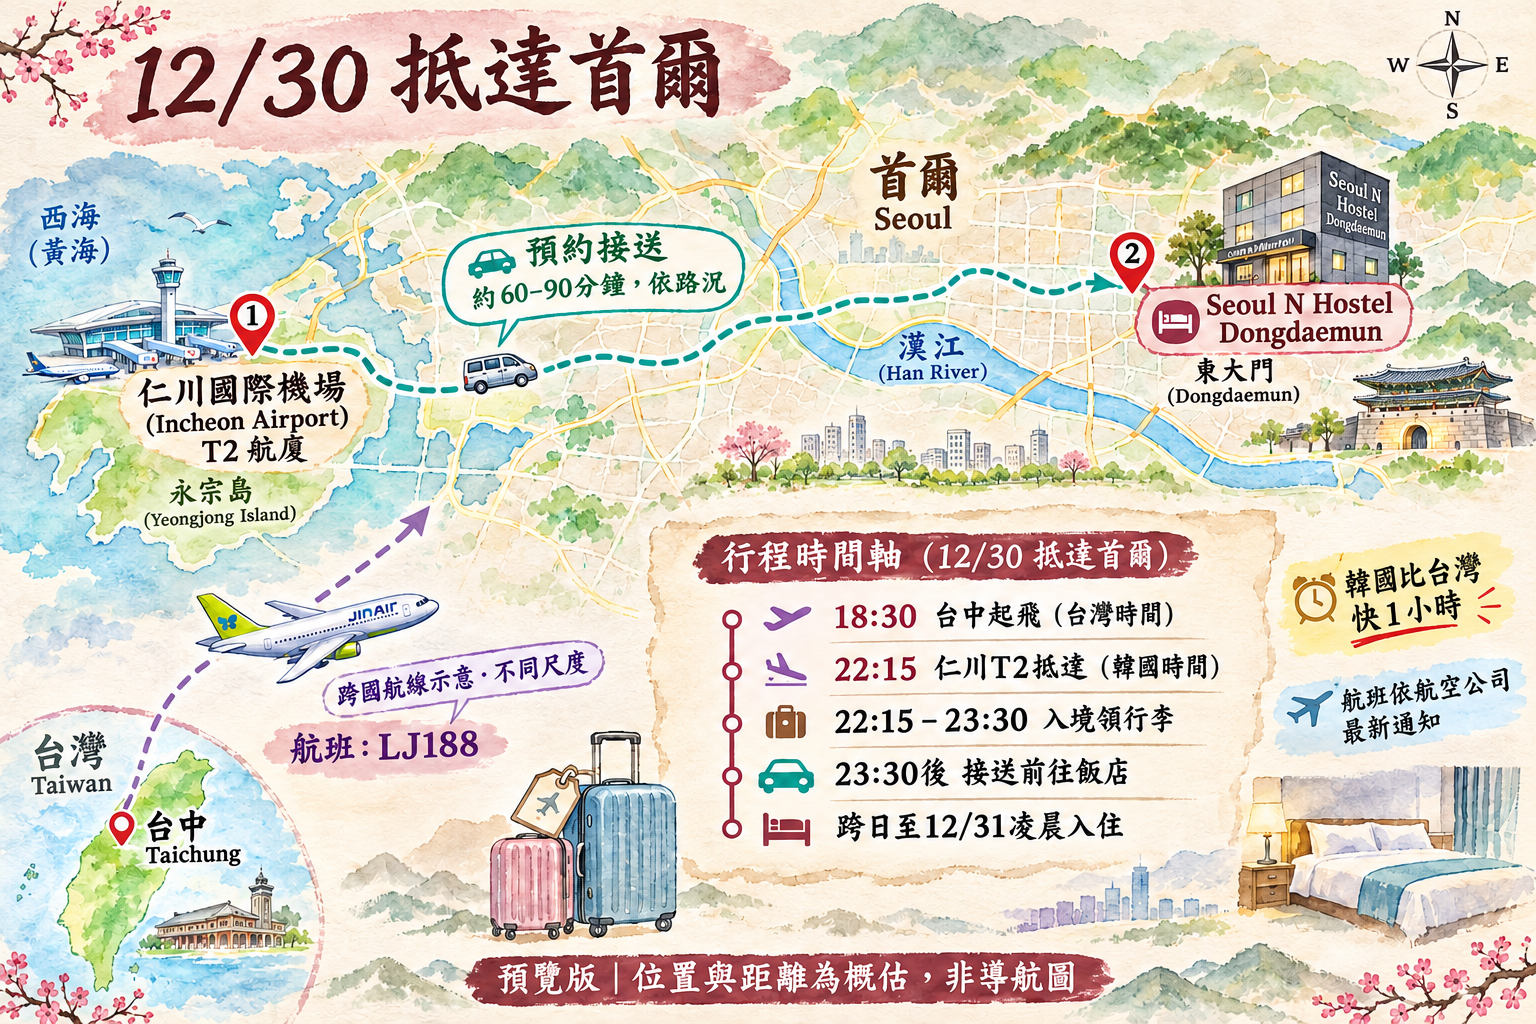 12/30 抵達首爾
N
W
E
S
西海
(黃海)
首爾
Seoul
預約接送
約60-90分鐘，依路況
1
2
Seoul N
Hostel
Dongdaemun
Seoul N Hostel
Dongdaemun
東大門
(Dongdaemun)
漢江
(Han River)
仁川國際機場
(Incheon Airport)
T2 航廈
永宗島
(Yeongjong Island)
JINAIR
跨國航線示意·不同尺度
航班：LJ188
台灣
Taiwan
台中
Taichung
行程時間軸（12/30 抵達首爾）
18:30 台中起飛（台灣時間）
22:15 仁川T2抵達（韓國時間）
22:15－23:30 入境領行李
23:30後 接送前往飯店
跨日至12/31凌晨入住
韓國比台灣
快1小時
航班依航空公司
最新通知
預覽版｜位置與距離為概估，非導航圖